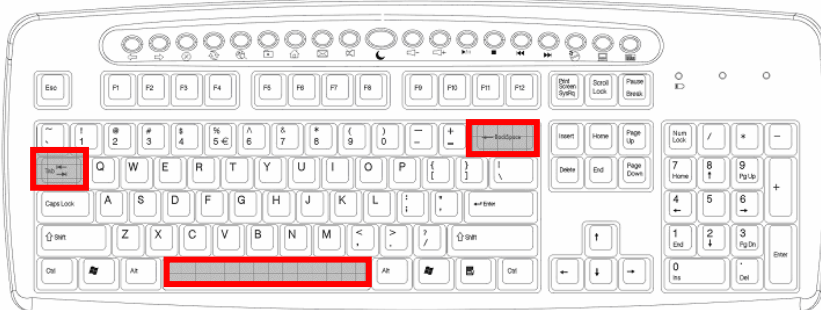 Esc F1 F2 F3 F4 F5 F6 F7 F8 F9 F10 F11 F12 Print Screen SysRq Scroll Lock Pause Break
~ ` ! 1 @ 2 # 3 $ 4 % 5 € ^ 6 & 7 * 8 ( 9 ) 0 + ← BackSpace Insert Home Page Up Num Lock / * −
Tab Q W E R T Y U I O P { [ } ] \ Delete End Page Down 7 Home 8 ↑ 9 Pg Up +
Caps Lock A S D F G H J K L ↵ Enter 4 ← 5 6 →
⇧ Shift Z X C V B N M < , > . ? / ⇧ Shift ↑ 1 End 2 ↓ 3 Pg Dn Enter
Ctrl Alt Alt Ctrl ← ↓ → 0 Ins . Del